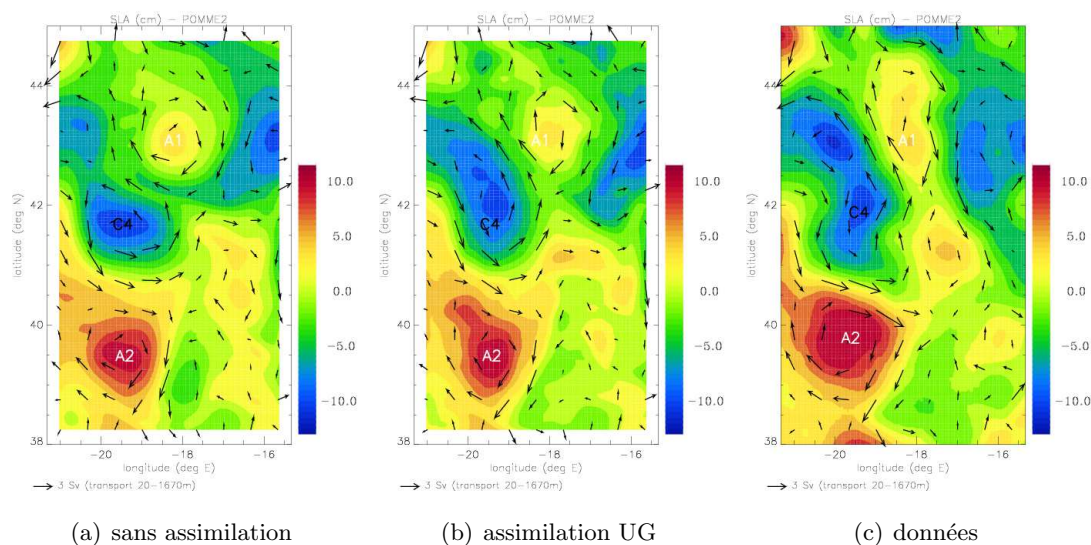 SLA (cm) – POMME2
SLA (cm) – POMME2
SLA (cm) – POMME2
44
42
40
38
latitude (deg N)
A1
C4
A2
−20
−18
−16
longitude (deg E)
3 Sv (transport 20−1670m)
10.0
5.0
0.0
−5.0
−10.0
44
42
40
38
latitude (deg N)
A1
C4
A2
−20
−18
−16
longitude (deg E)
3 Sv (transport 20−1670m)
10.0
5.0
0.0
−5.0
−10.0
44
42
40
38
latitude (deg N)
A1
C4
A2
−20
−18
−16
longitude (deg E)
3 Sv (transport 20−1670m)
10.0
5.0
0.0
−5.0
−10.0
(a) sans assimilation
(b) assimilation UG
(c) données